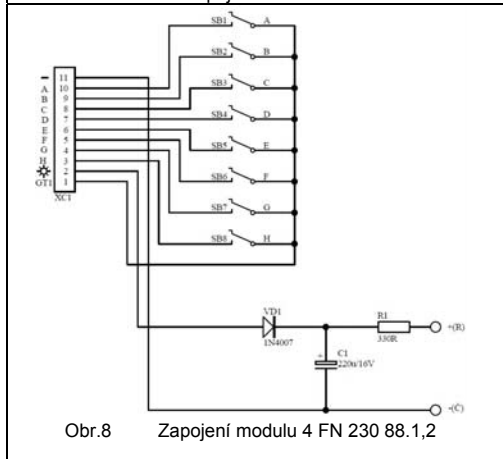 SB1 A
SB2 B
SB3 C
SB4 D
SB5 E
SB6 F
SB7 G
SB8 H
– 11
A 10
B 9
C 8
D 7
E 6
F 5
G 4
H 3
2
GT1 1
XC1
VD1
1N4007
R1
330R
+(R)
+
C1
220u/16V
-(Č)
Obr.8 Zapojení modulu 4 FN 230 88.1,2